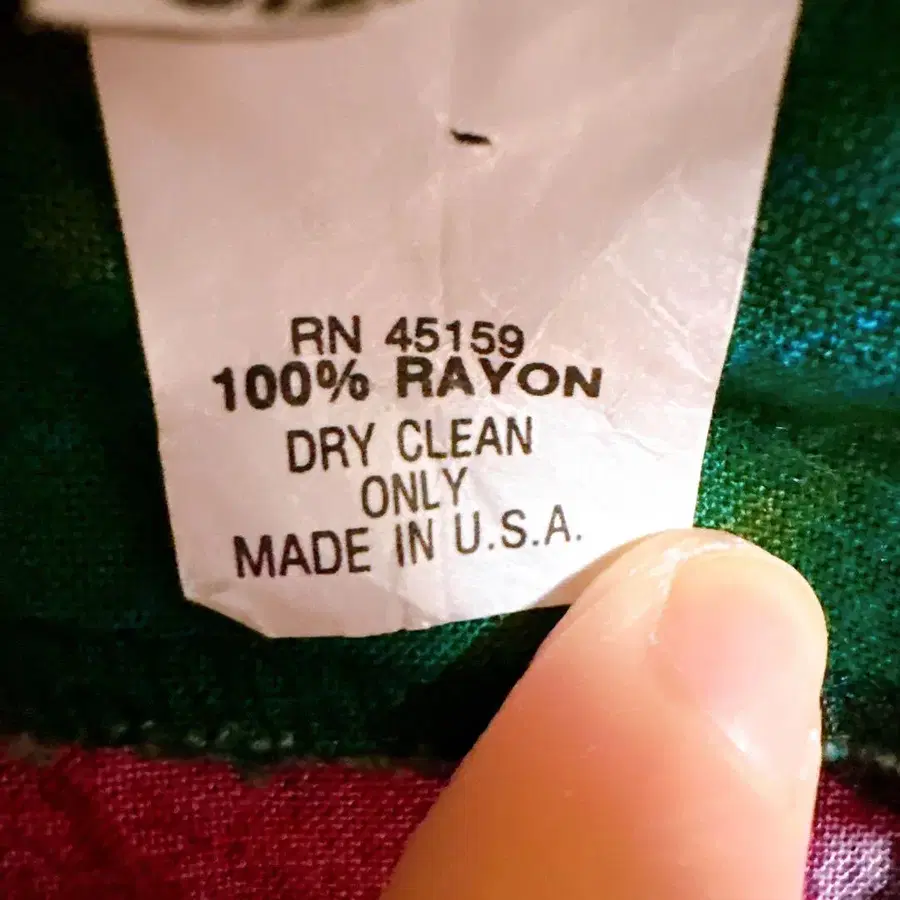 RN 45159
100% RAYON
DRY CLEAN
ONLY
MADE IN U.S.A.